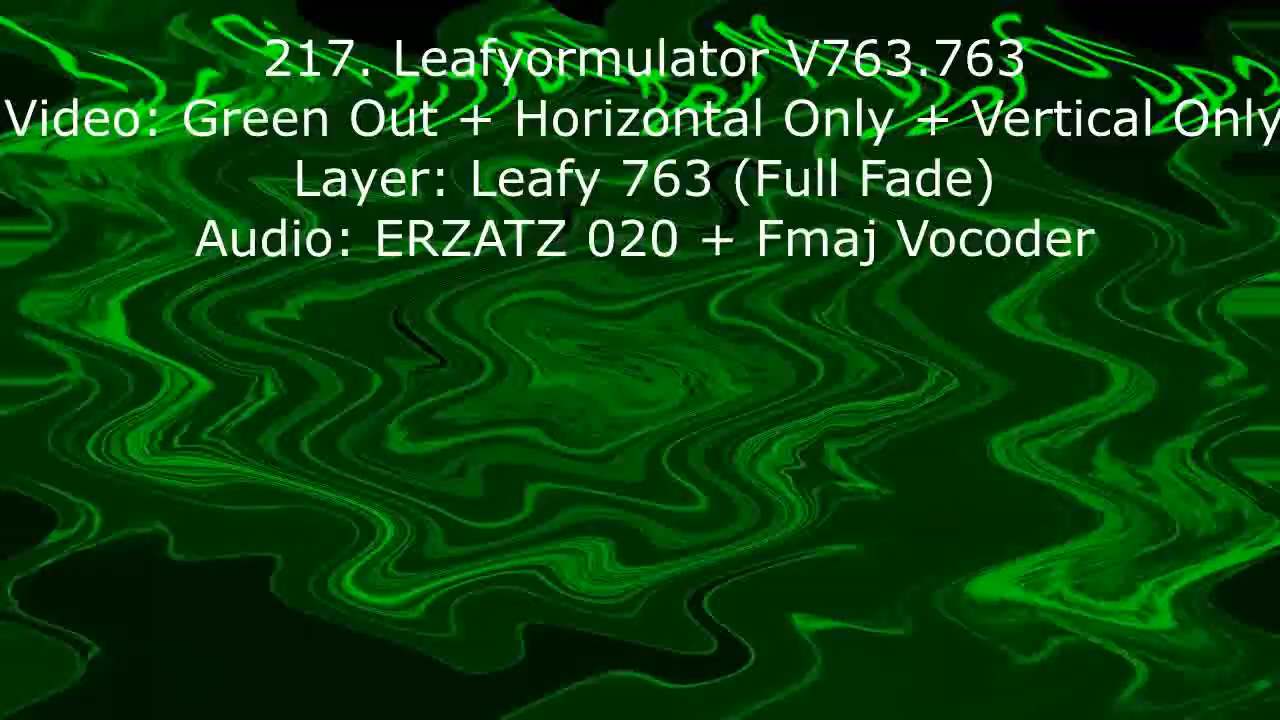 217. Leafyormulator V763.763
Video: Green Out + Horizontal Only + Vertical Only
Layer: Leafy 763 (Full Fade)
Audio: ERZATZ 020 + Fmaj Vocoder